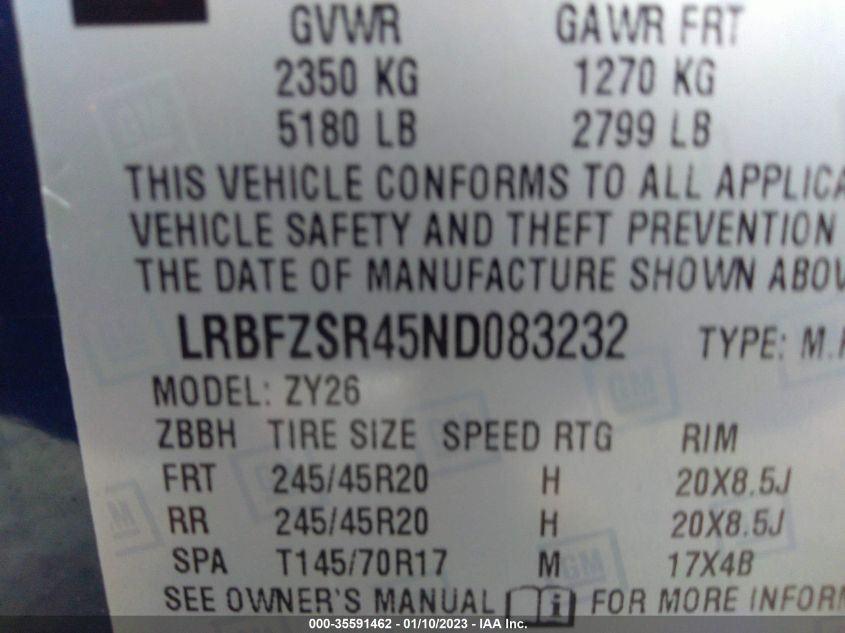 GVWR GAWR FRT
2350 KG 1270 KG
5180 LB 2799 LB
THIS VEHICLE CONFORMS TO ALL APPLICA
VEHICLE SAFETY AND THEFT PREVENTION
THE DATE OF MANUFACTURE SHOWN ABOV
LRBFZSR45ND083232 TYPE: M.
MODEL: ZY26
ZBBH TIRE SIZE SPEED RTG RIM
FRT 245/45R20 H 20X8.5J
RR 245/45R20 H 20X8.5J
SPA T145/70R17 M 17X4B
SEE OWNER'S MANUAL i FOR MORE INFORM
000-35591462 - 01/10/2023 - IAA Inc.